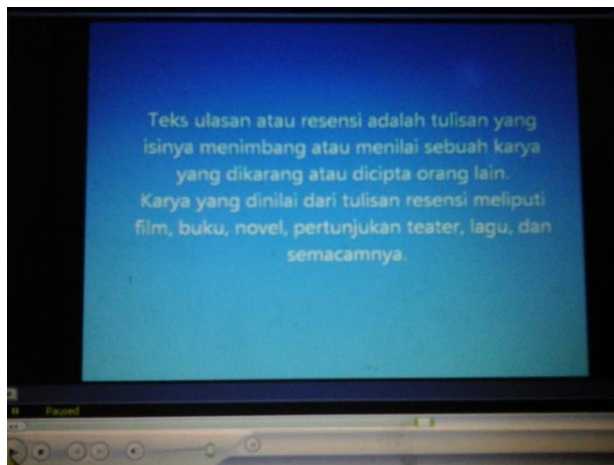 Teks ulasan atau resensi adalah tulisan yang
isinya menimbang atau menilai sebuah karya
yang dikarang atau dicipta orang lain.
Karya yang dinilai dari tulisan resensi meliputi
film, buku, novel, pertunjukan teater, lagu, dan
semacamnya.
Paused